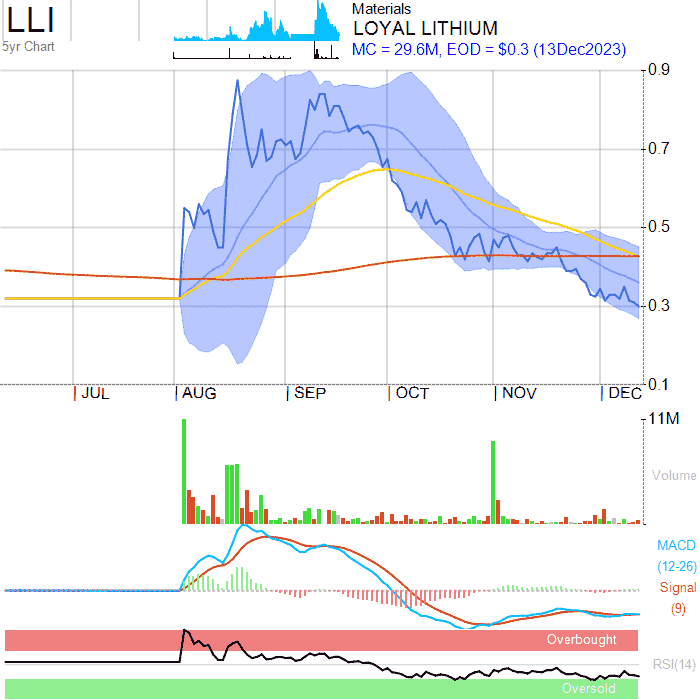 LLI
5yr Chart
Materials
LOYAL LITHIUM
MC = 29.6M, EOD = $0.3 (13Dec2023)
0.9
0.7
0.5
0.3
0.1
JUL
AUG
SEP
OCT
NOV
DEC
11M
Volume
MACD
(12-26)
Signal
(9)
Overbought
RSI(14)
Oversold